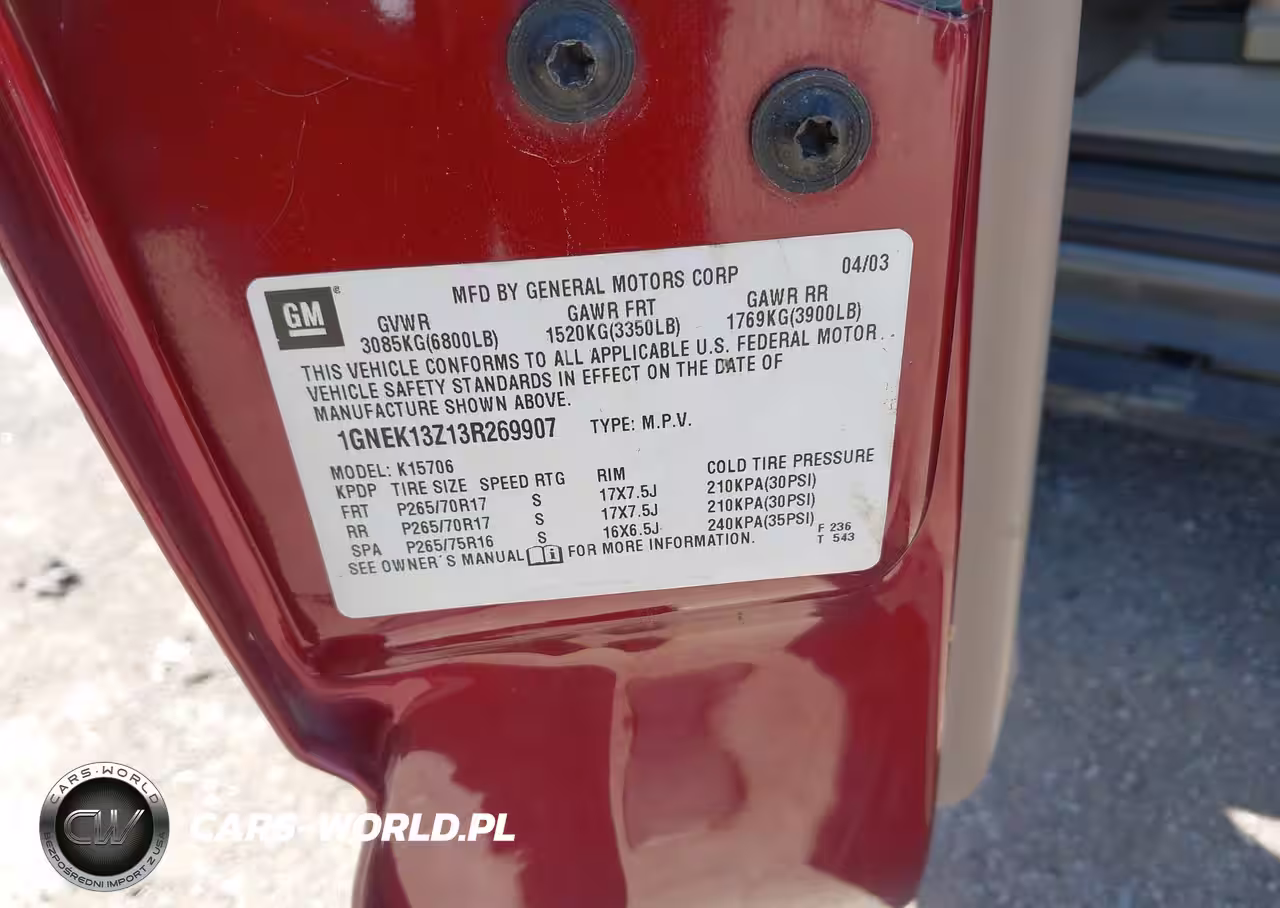 GM ®
MFD BY GENERAL MOTORS CORP 04/03
GVWR GAWR FRT GAWR RR
3085KG(6800LB) 1520KG(3350LB) 1769KG(3900LB)
THIS VEHICLE CONFORMS TO ALL APPLICABLE U.S. FEDERAL MOTOR
VEHICLE SAFETY STANDARDS IN EFFECT ON THE DATE OF
MANUFACTURE SHOWN ABOVE.
1GNEK13Z13R269907 TYPE: M.P.V.
MODEL: K15706
KPDP TIRE SIZE SPEED RTG RIM COLD TIRE PRESSURE
FRT P265/70R17 S 17X7.5J 210KPA(30PSI)
RR P265/70R17 S 17X7.5J 210KPA(30PSI)
SPA P265/75R16 S 16X6.5J 240KPA(35PSI)
SEE OWNER'S MANUAL FOR MORE INFORMATION.
F 236
T 543
CARS-WORLD
CW
BEZPOŚREDNI IMPORT Z USA
CARS-WORLD.PL